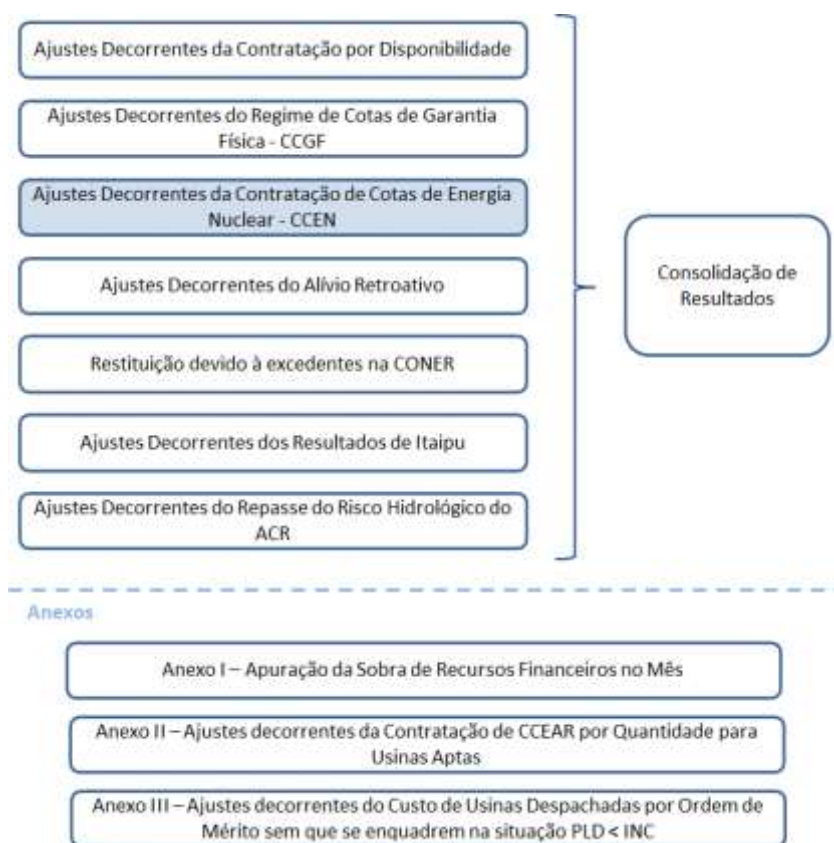 Ajustes Decorrentes da Contratação por Disponibilidade
Ajustes Decorrentes do Regime de Cotas de Garantia
Física - CCGF
Ajustes Decorrentes da Contratação de Cotas de Energia
Nuclear - CCEN
Ajustes Decorrentes do Alívio Retroativo
Restituição devido à excedentes na CONER
Ajustes Decorrentes dos Resultados de Itaipu
Ajustes Decorrentes do Repasse do Risco Hidrológico do
ACR
Consolidação de
Resultados
Anexos
Anexo I – Apuração da Sobra de Recursos Financeiros no Mês
Anexo II – Ajustes decorrentes da Contratação de CCEAR por Quantidade para
Usinas Aptas
Anexo III – Ajustes decorrentes do Custo de Usinas Despachadas por Ordem de
Mérito sem que se enquadrem na situação PLD < INC